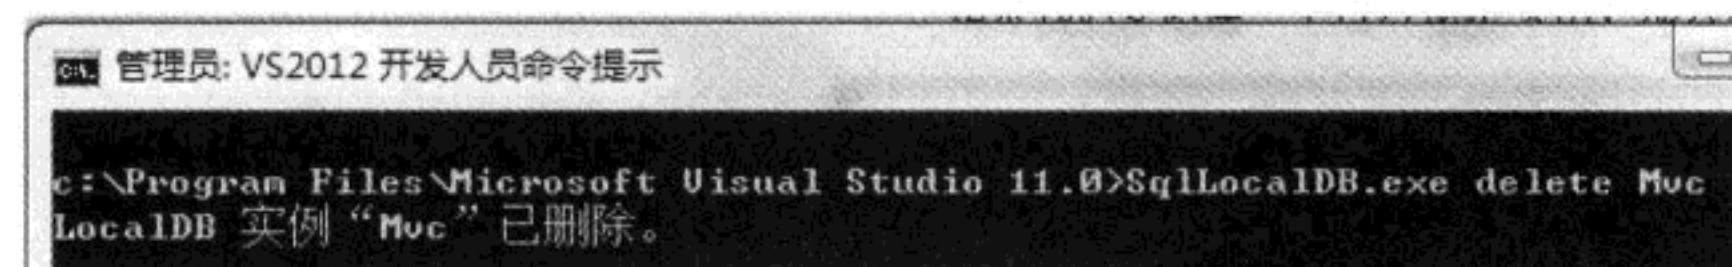 管理员: VS2012 开发人员命令提示
c:\Program Files\Microsoft Visual Studio 11.0>SqlLocalDB.exe delete Mvc
LocalDB 实例“Mvc”已删除。